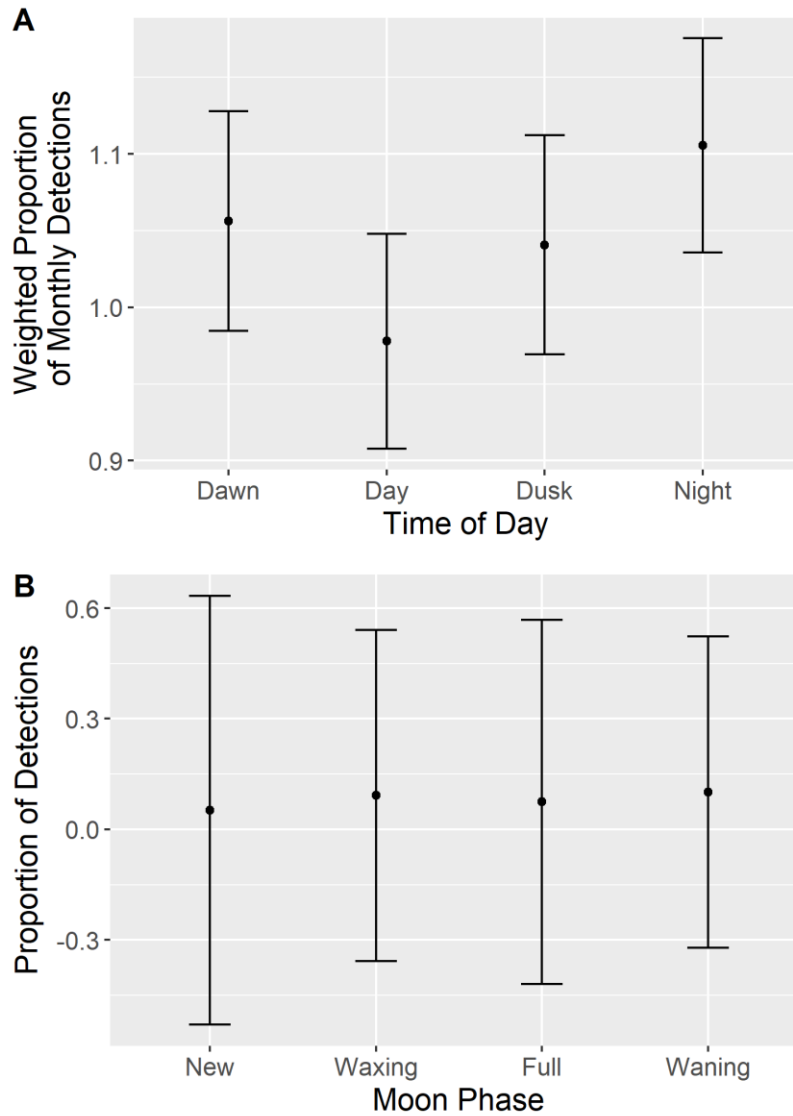 A
Weighted Proportion
of Monthly Detections
1.1
1.0
0.9
Dawn Day Dusk Night
Time of Day
B
Proportion of Detections
0.6
0.3
0.0
-0.3
New Waxing Full Waning
Moon Phase